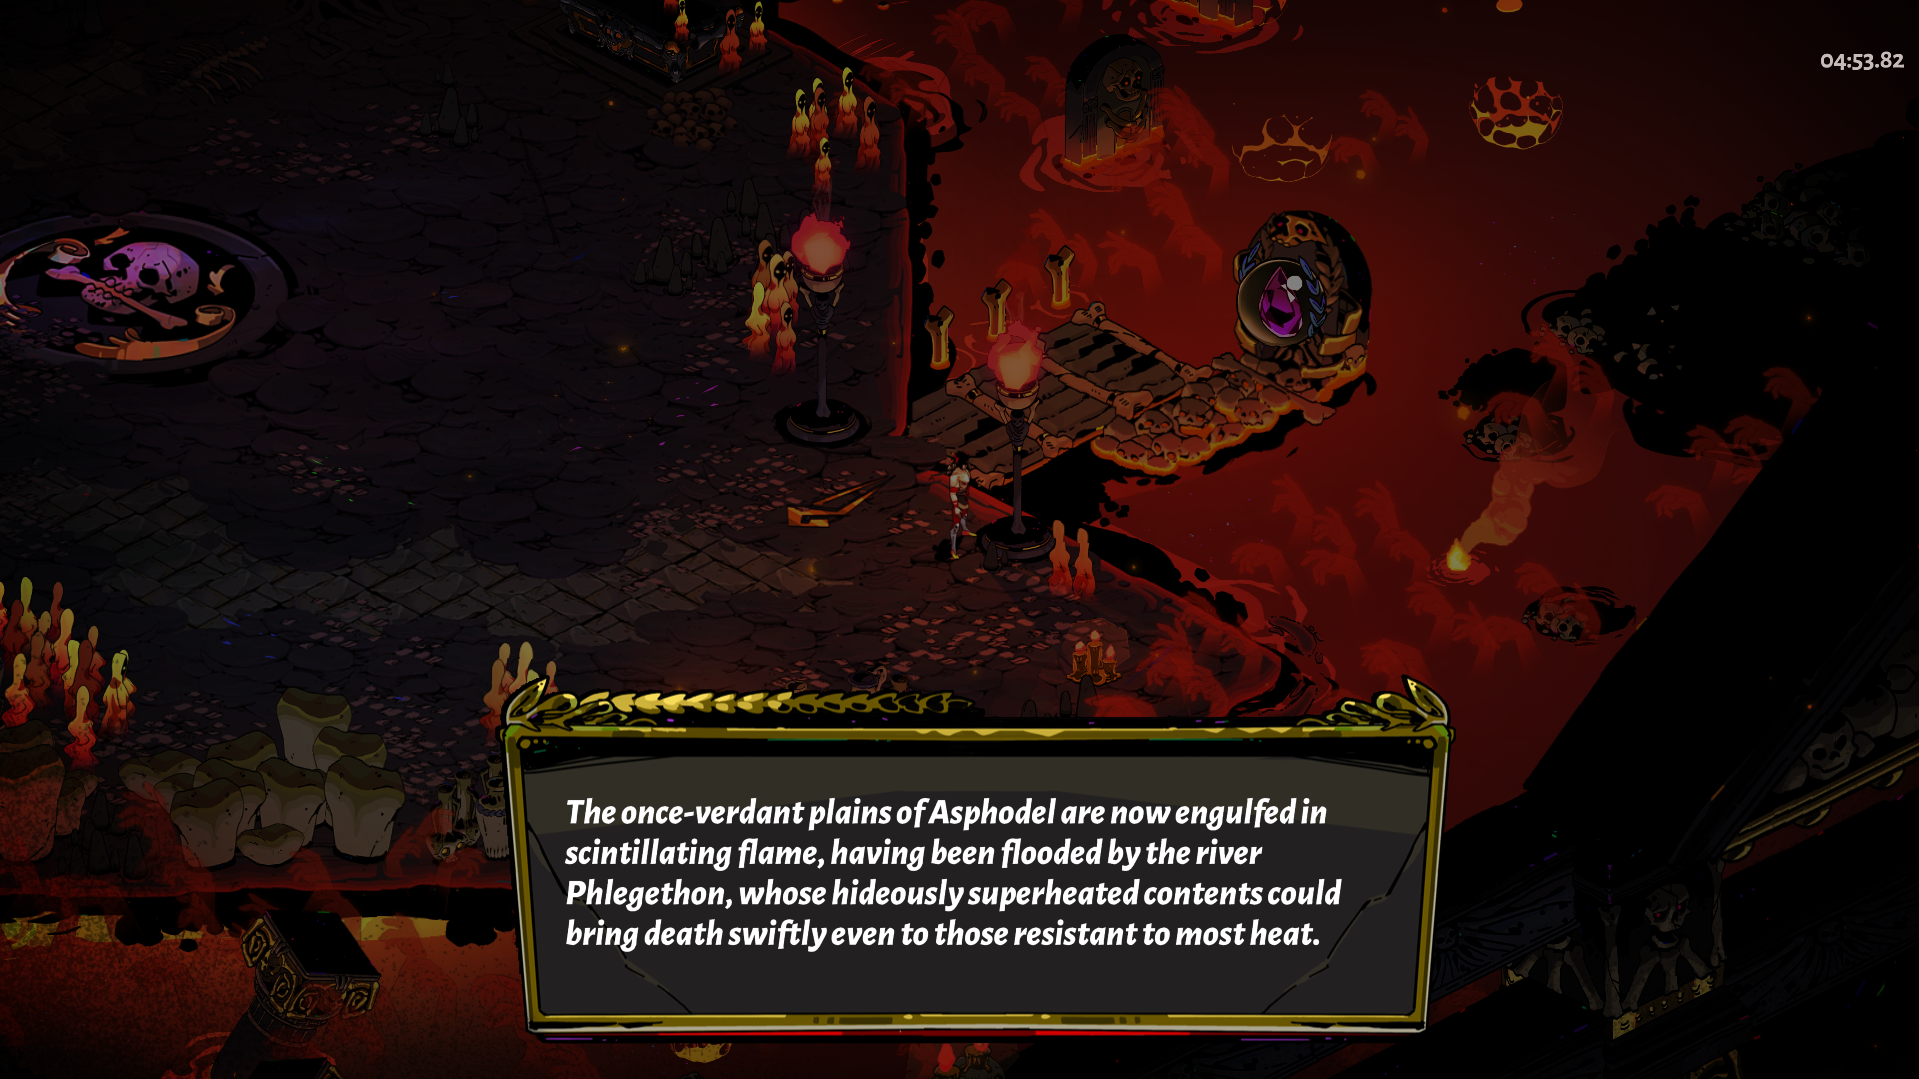 04:53.82
The once-verdant plains of Asphodel are now engulfed in
scintillating flame, having been flooded by the river
Phlegethon, whose hideously superheated contents could
bring death swiftly even to those resistant to most heat.